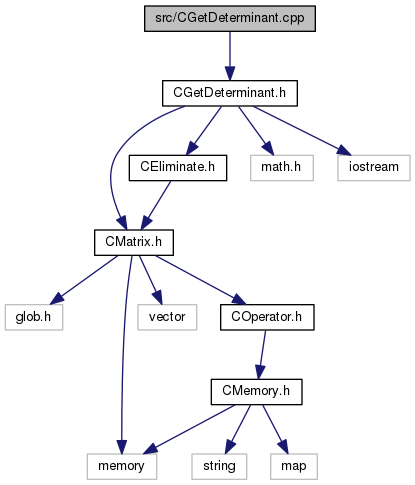 src/CGetDeterminant.cpp
CGetDeterminant.h
CEliminate.h
math.h
iostream
CMatrix.h
glob.h
vector
COperator.h
CMemory.h
memory
string
map